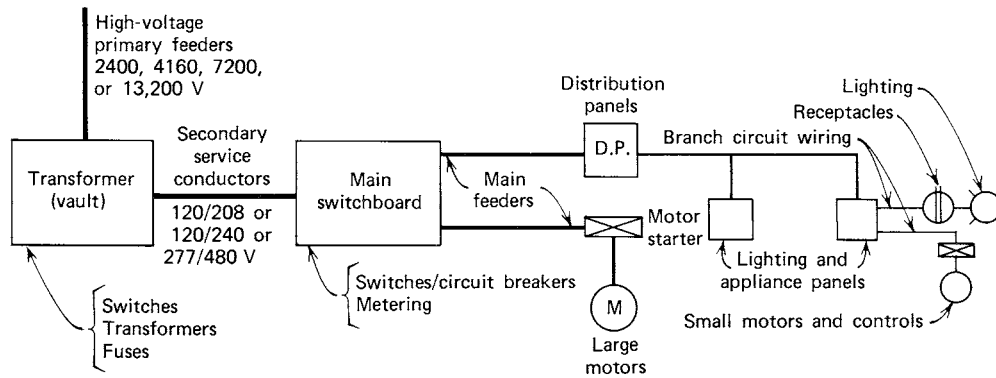 High-voltage
primary feeders
2400, 4160, 7200,
or 13,200 V
Transformer
(vault)
Switches
Transformers
Fuses
Secondary
service
conductors
120/208 or
120/240 or
277/480 V
Main
switchboard
Switches/circuit breakers
Metering
Main
feeders
Distribution
panels
D.P.
Motor
starter
M
Large
motors
Branch circuit wiring
Receptacles
Lighting
Lighting and
appliance panels
Small motors and controls